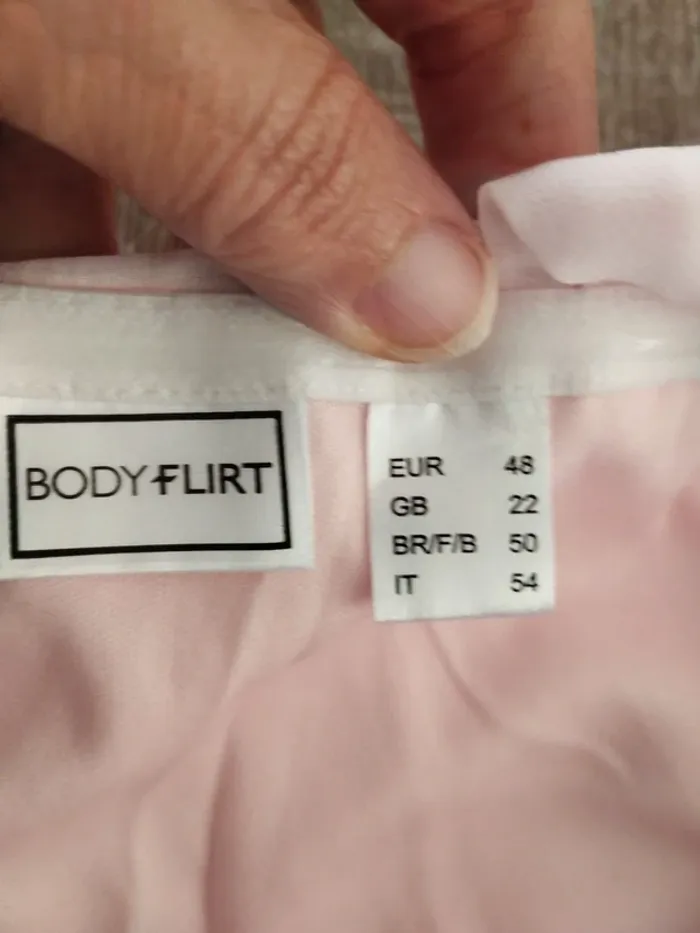 BODYFLIRT
EUR 48
GB 22
BR/F/B 50
IT 54